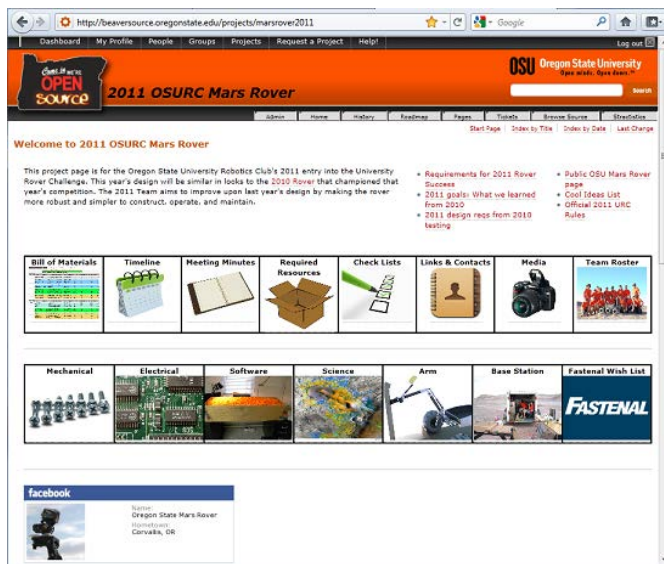 http://beaversource.oregonstate.edu/projects/marsrover2011
Google
Dashboard My Profile People Groups Projects Request a Project Help! Log out
Come in we're
OPEN
source
2011 OSURC Mars Rover
OSU Oregon State University
Open minds. Open doors.™
Search
Admin Home History Roadmap Pages Tickets Browse Source Stractistics
Start Page Index by Title Index by Date Last Change
Welcome to 2011 OSURC Mars Rover
This project page is for the Oregon State University Robotics Club's 2011 entry into the University
Rover Challenge. This year's design will be similar in looks to the 2010 Rover that championed that
year's competition. The 2011 Team aims to improve upon last year's design by making the rover
more robust and simpler to construct, operate, and maintain.
Requirements for 2011 Rover
Success
2011 goals: What we learned
from 2010
2011 design reqs from 2010
testing
Public OSU Mars Rover
page
Cool Ideas List
Official 2011 URC
Rules
Bill of Materials Timeline Meeting Minutes Required
Resources Check Lists Links & Contacts Media Team Roster
Mechanical Electrical Software Science Arm Base Station Fastenal Wish List
FASTENAL
facebook
Name:
Oregon State Mars Rover
Hometown:
Corvallis, OR